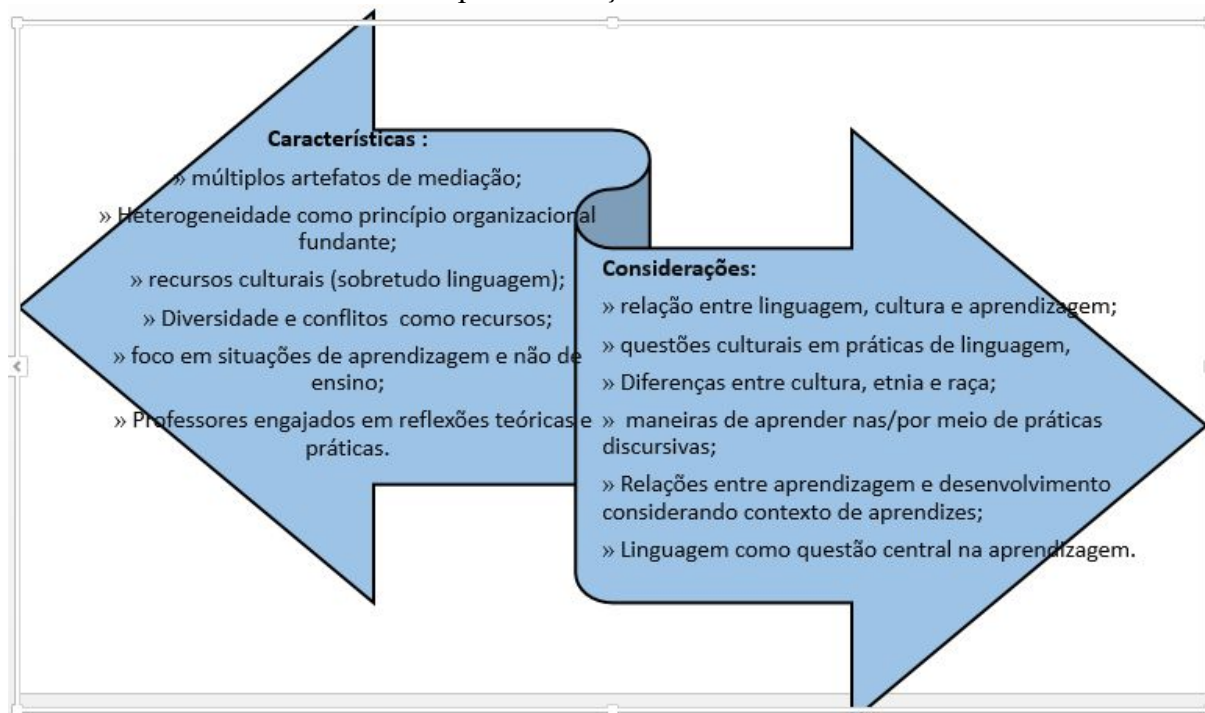 Características :
» múltiplos artefatos de mediação;
» Heterogeneidade como princípio organizacional
fundante;
» recursos culturais (sobretudo linguagem);
» Diversidade e conflitos como recursos;
» foco em situações de aprendizagem e não de
ensino;
» Professores engajados em reflexões teóricas e
práticas.
Considerações:
» relação entre linguagem, cultura e aprendizagem;
» questões culturais em práticas de linguagem,
» Diferenças entre cultura, etnia e raça;
» maneiras de aprender nas/por meio de práticas
discursivas;
» Relações entre aprendizagem e desenvolvimento
considerando contexto de aprendizes;
» Linguagem como questão central na aprendizagem.